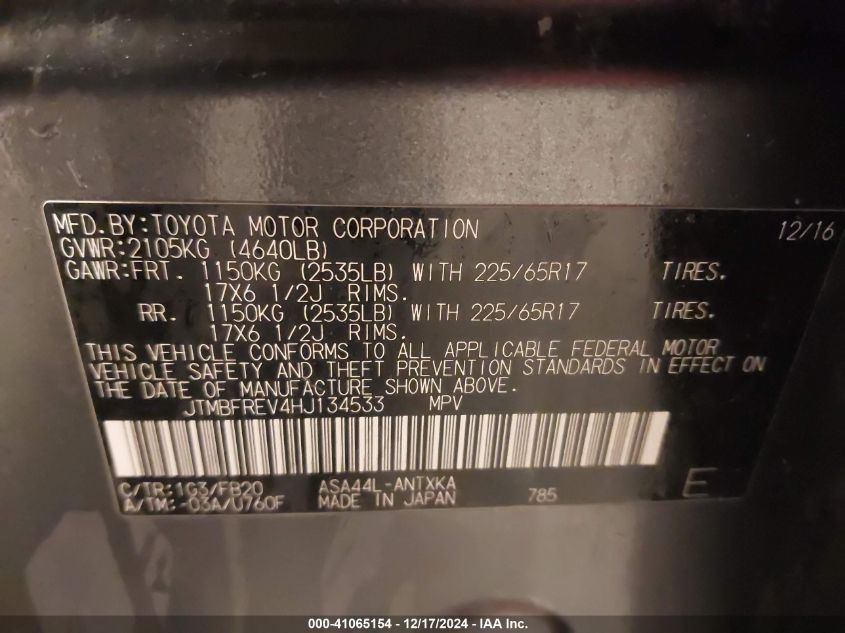 MFD.BY:TOYOTA MOTOR CORPORATION 12/16
GVWR:2105KG (4640LB)
GAWR:FRT. 1150KG (2535LB) WITH 225/65R17 TIRES.
17X6 1/2J RIMS.
RR. 1150KG (2535LB) WITH 225/65R17 TIRES.
17X6 1/2J RIMS.
THIS VEHICLE CONFORMS TO ALL APPLICABLE FEDERAL MOTOR
VEHICLE SAFETY AND THEFT PREVENTION STANDARDS IN EFFECT ON
THE DATE OF MANUFACTURE SHOWN ABOVE.
JTMBFREV4HJ134533 MPV
C/TR:1G3/FB20 ASA44L-ANTXKA E
A/TM:-03A/U760F MADE IN JAPAN 785
000-41065154 - 12/17/2024 - IAA Inc.